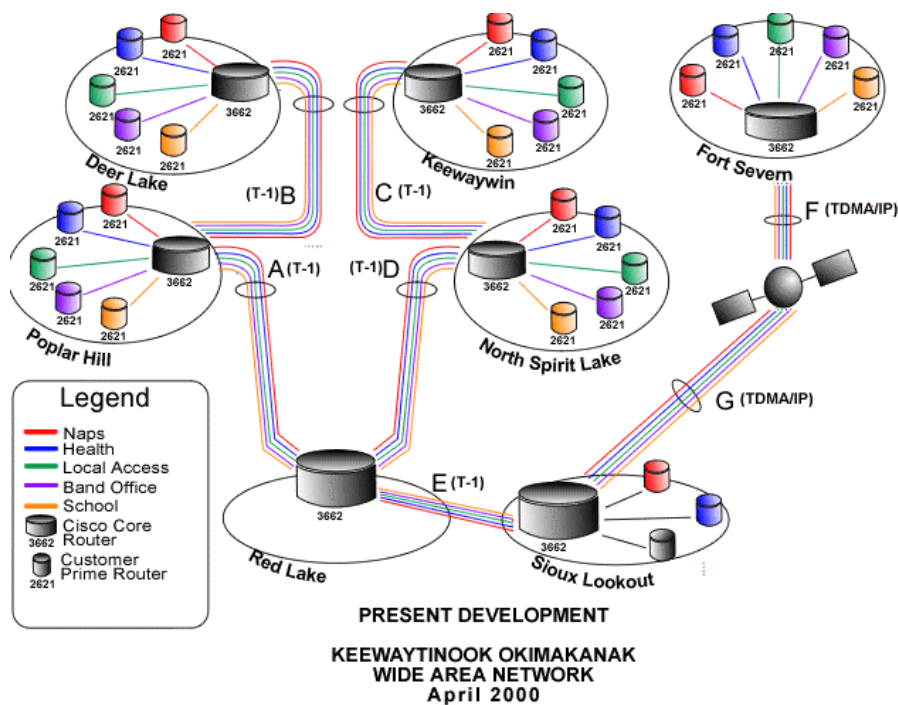 2621
2621
2621
2621
2621
3662
Deer Lake
(T-1)B
2621
2621
2621
2621
2621
3662
Keewaywin
C (T-1)
2621
2621
2621
2621
2621
3662
Fort Severn
F (TDMA/IP)
2621
2621
2621
2621
2621
3662
Poplar Hill
A (T-1)
(T-1)D
2621
2621
2621
2621
2621
3662
North Spirit Lake
G (TDMA/IP)
Legend
Naps
Health
Local Access
Band Office
School
3662
Cisco Core
Router
2621
Customer
Prime Router
3662
Red Lake
E (T-1)
3662
Sioux Lookout
PRESENT DEVELOPMENT
KEEWAYTINOOK OKIMAKANAK
WIDE AREA NETWORK
April 2000